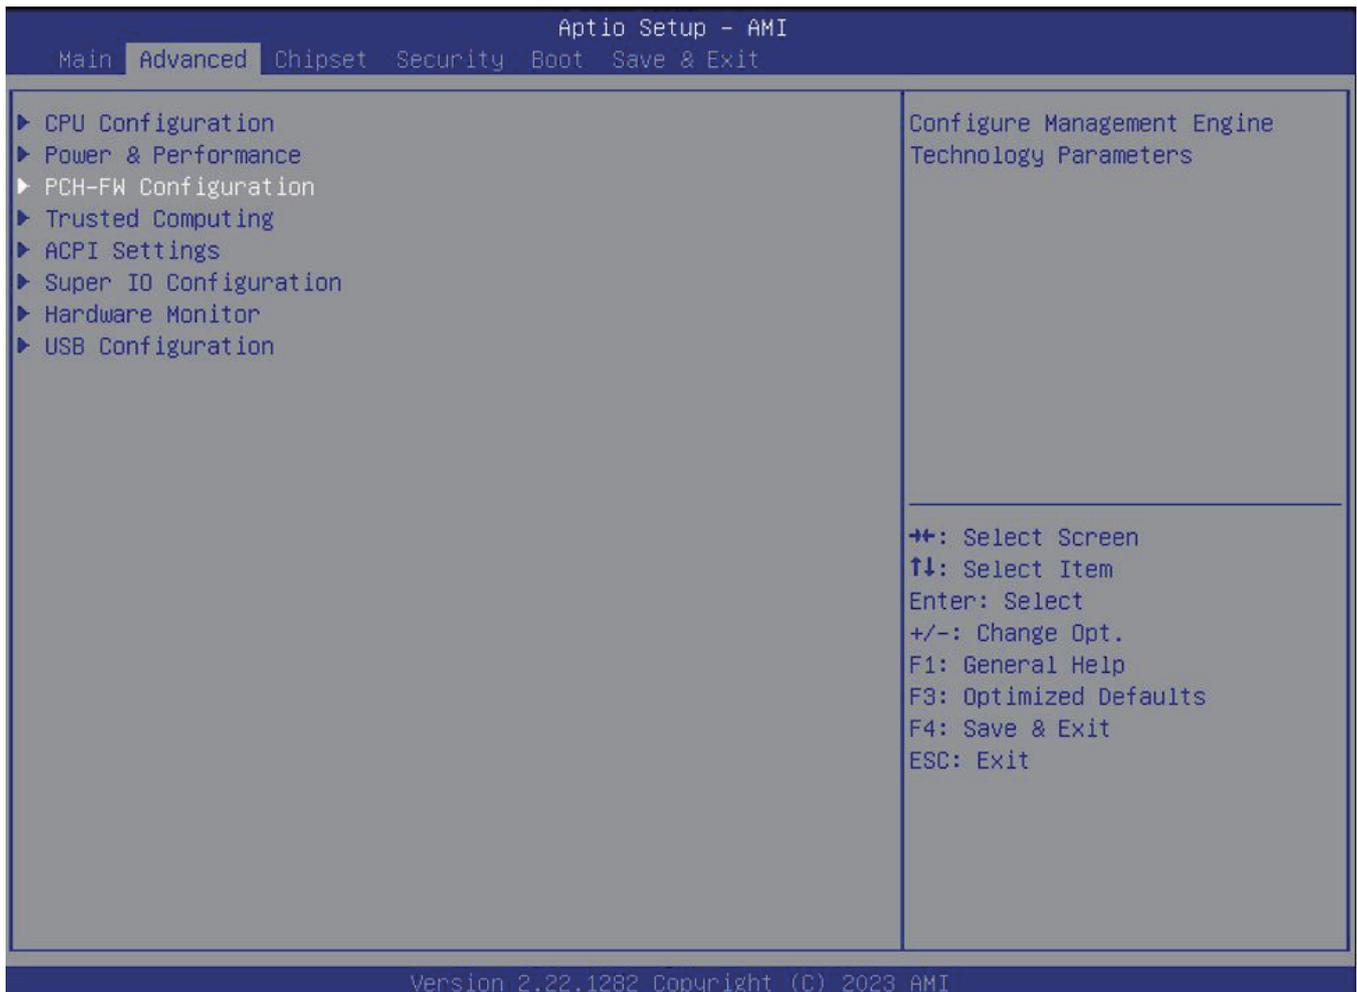 Aptio Setup – AMI
Main Advanced Chipset Security Boot Save & Exit
▶ CPU Configuration
▶ Power & Performance
▶ PCH-FW Configuration
▶ Trusted Computing
▶ ACPI Settings
▶ Super IO Configuration
▶ Hardware Monitor
▶ USB Configuration
Configure Management Engine
Technology Parameters
→←: Select Screen
↑↓: Select Item
Enter: Select
+/-: Change Opt.
F1: General Help
F3: Optimized Defaults
F4: Save & Exit
ESC: Exit
Version 2.22.1282 Copyright (C) 2023 AMI